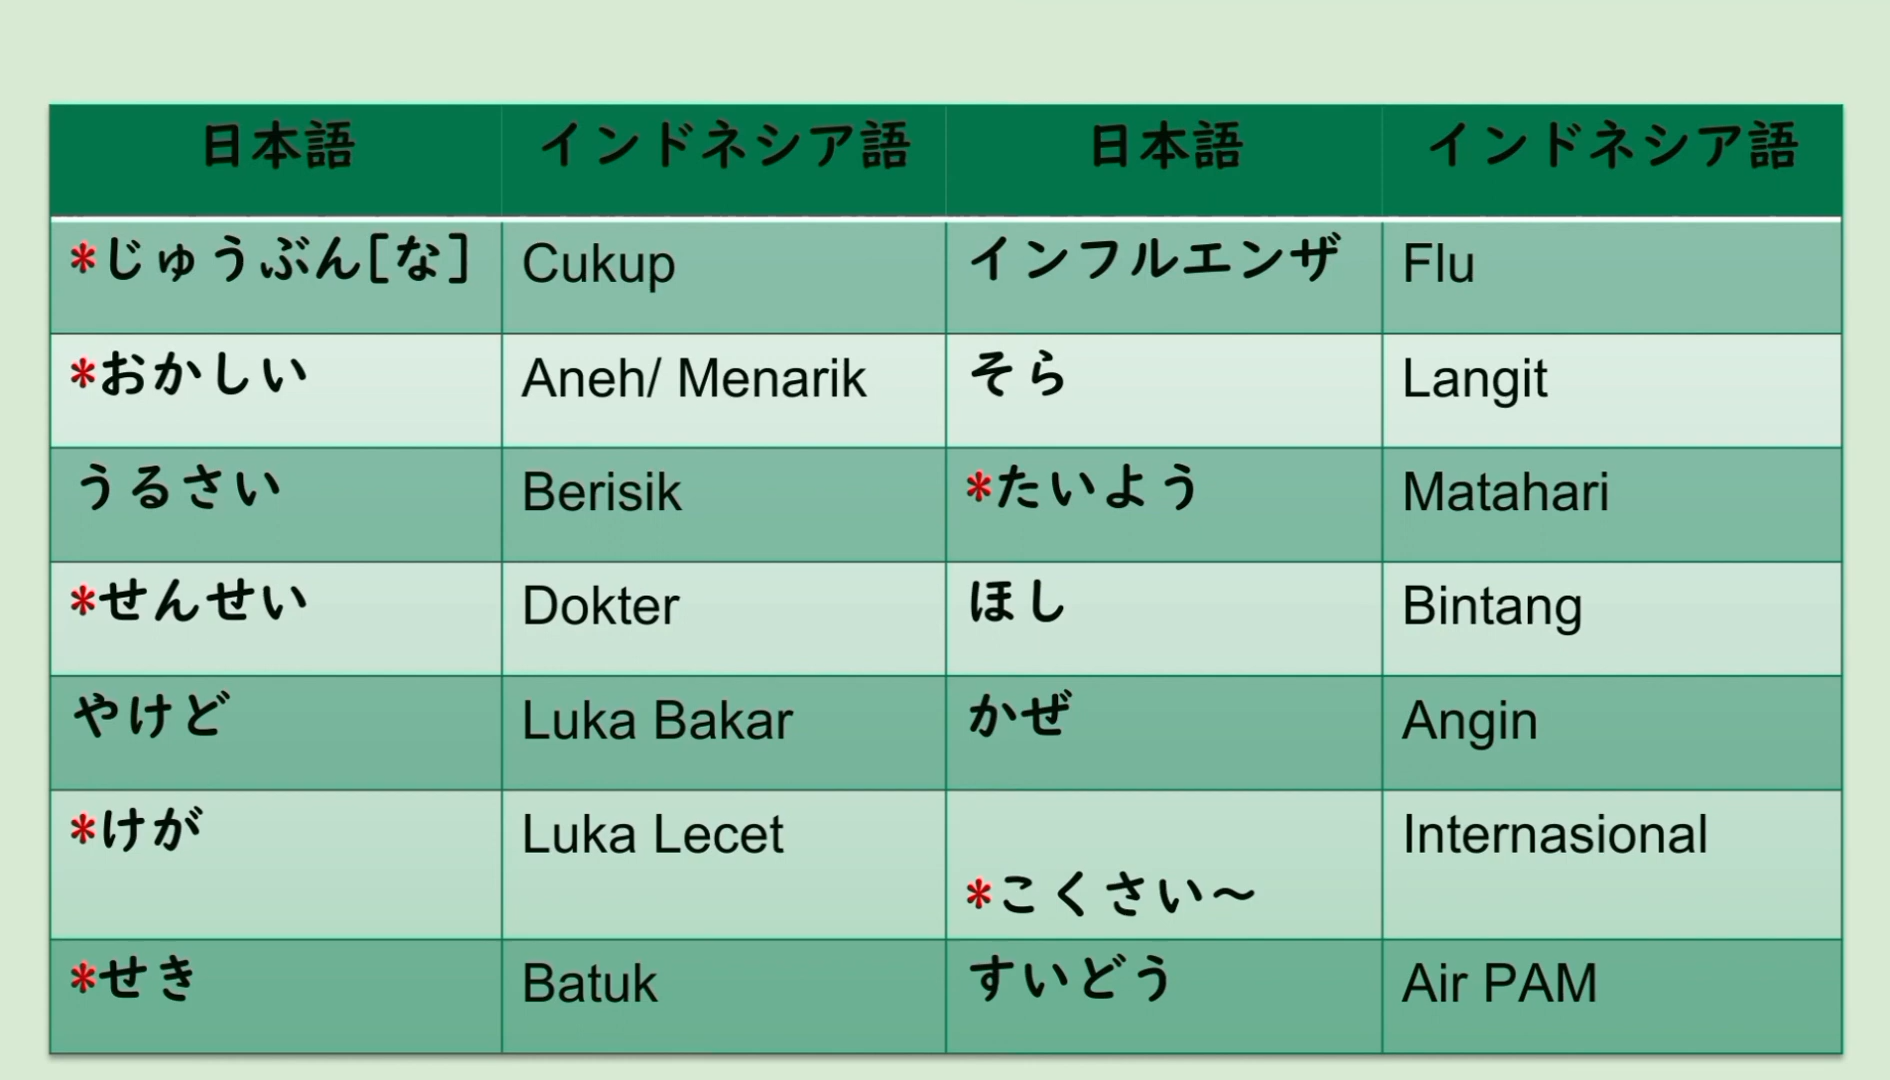 日本語 インドネシア語 日本語 インドネシア語
*じゅうぶん[な] Cukup インフルエンザ Flu
*おかしい Aneh/ Menarik そら Langit
うるさい Berisik *たいよう Matahari
*せんせい Dokter ほし Bintang
やけど Luka Bakar かぜ Angin
*けが Luka Lecet *こくさい〜 Internasional
*せき Batuk すいどう Air PAM